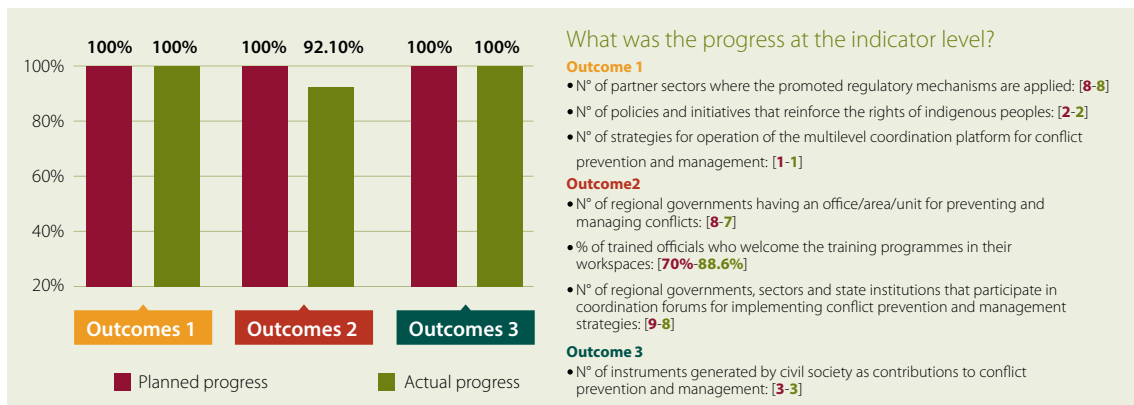 100% 100% 100% 92.10% 100% 100%
100%
80%
60%
40%
20%
Outcomes 1 Outcomes 2 Outcomes 3
Planned progress Actual progress
What was the progress at the indicator level?
Outcome 1
• N° of partner sectors where the promoted regulatory mechanisms are applied: [8-8]
• N° of policies and initiatives that reinforce the rights of indigenous peoples: [2-2]
• N° of strategies for operation of the multilevel coordination platform for conflict
prevention and management: [1-1]
Outcome2
• N° of regional governments having an office/area/unit for preventing and
managing conflicts: [8-7]
• % of trained officials who welcome the training programmes in their
workspaces: [70%-88.6%]
• N° of regional governments, sectors and state institutions that participate in
coordination forums for implementing conflict prevention and management
strategies: [9-8]
Outcome 3
• N° of instruments generated by civil society as contributions to conflict
prevention and management: [3-3]